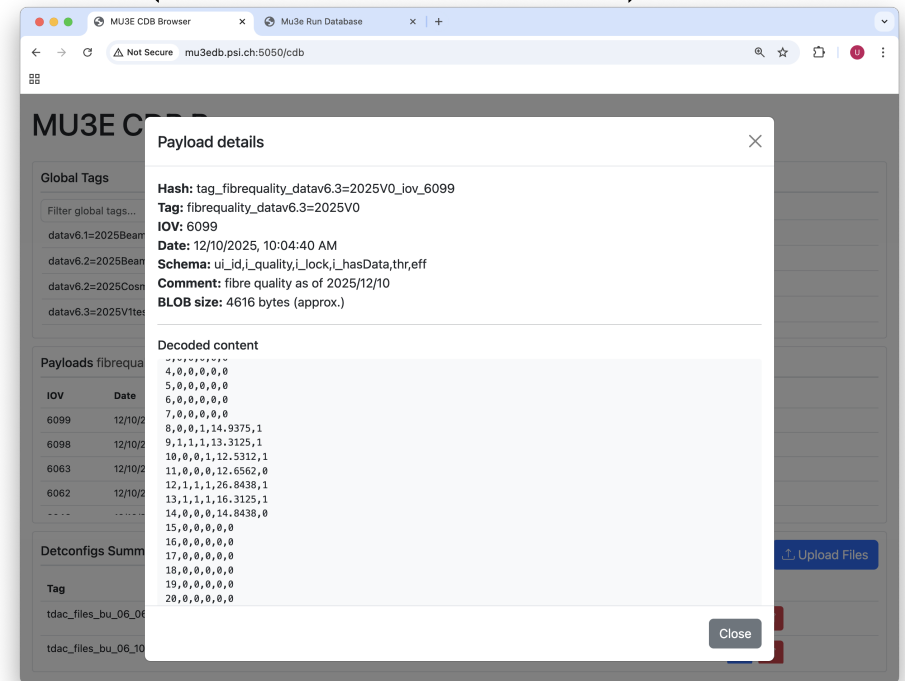 MU3E CDB Browser
Mu3e Run Database
Not Secure mu3edb.psi.ch:5050/cdb
U
MU3E C
Payload details
Global Tags
Hash: tag_fibrequality_datav6.3=2025V0_iov_6099
Filter global tags...
Tag: fibrequality_datav6.3=2025V0
IOV: 6099
datav6.1=2025Beam
Date: 12/10/2025, 10:04:40 AM
datav6.2=2025Bean
Schema: ui_id,i_quality,i_lock,i_hasData,thr,eff
datav6.2=2025Cosn
Comment: fibre quality as of 2025/12/10
BLOB size: 4616 bytes (approx.)
datav6.3=2025V1tes
Decoded content
Payloads fibrequa
4,0,0,0,0,0
5,0,0,0,0,0
6,0,0,0,0,0
IOV Date
7,0,0,0,0,0
6099 12/10/2
8,0,0,1,14.9375,1
9,1,1,1,13.3125,1
6098 12/10/2
10,0,0,1,12.5312,1
6063 12/10/2
11,0,0,0,12.6562,0
12,1,1,1,26.8438,1
6062 12/10/2
13,1,1,1,16.3125,1
14,0,0,0,14.8438,0
15,0,0,0,0,0
16,0,0,0,0,0
Detconfigs Summ
Upload Files
17,0,0,0,0,0
18,0,0,0,0,0
Tag
19,0,0,0,0,0
20,0,0,0,0,0
tdac_files_bu_06_06
Close
tdac_files_bu_06_10